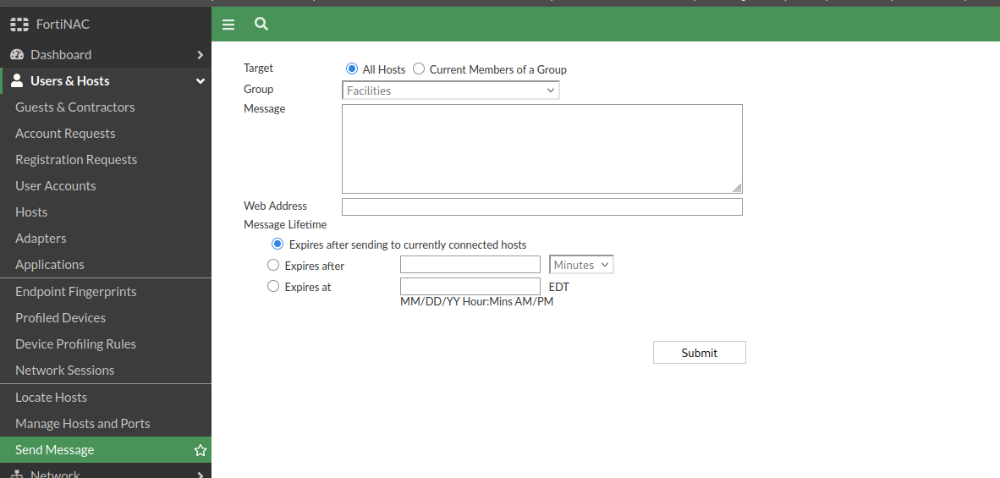 FortiNAC
Dashboard
Users & Hosts
Guests & Contractors
Account Requests
Registration Requests
User Accounts
Hosts
Adapters
Applications
Endpoint Fingerprints
Profiled Devices
Device Profiling Rules
Network Sessions
Locate Hosts
Manage Hosts and Ports
Send Message
Network
Target All Hosts Current Members of a Group
Group Facilities
Message
Web Address
Message Lifetime
Expires after sending to currently connected hosts
Expires after Minutes
Expires at EDT
MM/DD/YY Hour:Mins AM/PM
Submit